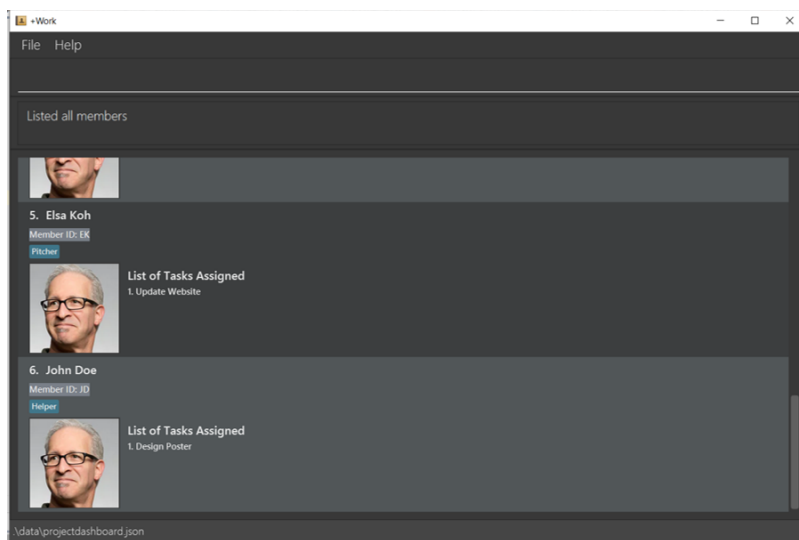 +Work
File Help
Listed all members
5. Elsa Koh
Member ID: EK
Pitcher
List of Tasks Assigned
1. Update Website
6. John Doe
Member ID: JD
Helper
List of Tasks Assigned
1. Design Poster
.\data\projectdashboard.json